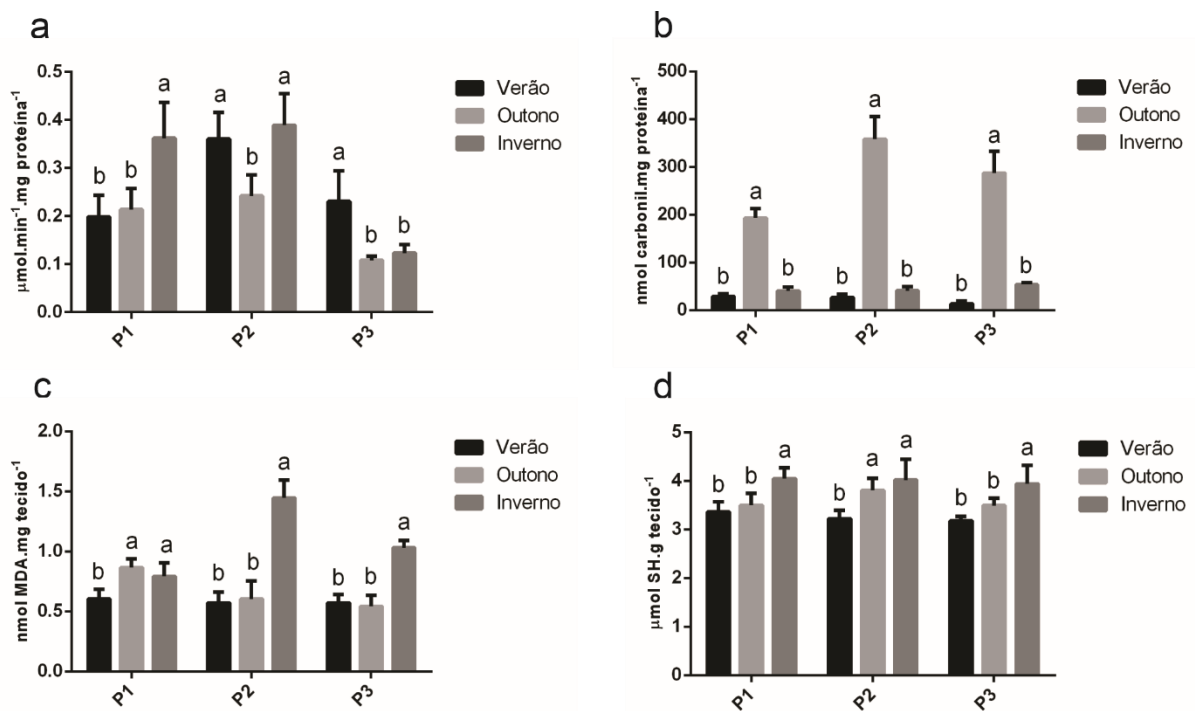 a
0.5
0.4
0.3
0.2
0.1
0.0
μmol.min⁻¹.mg proteína⁻¹
b b a
a b a
a b b
P1 P2 P3
Verão
Outono
Inverno
b
500
400
300
200
100
0
nmol carbonil.mg proteína⁻¹
b a b
b a b
b a b
P1 P2 P3
Verão
Outono
Inverno
c
2.0
1.5
1.0
0.5
0.0
nmol MDA.mg tecido⁻¹
b a a
b b a
b b a
P1 P2 P3
Verão
Outono
Inverno
d
5
4
3
2
1
0
μmol SH.g tecido⁻¹
b b a
b a a
b b a
P1 P2 P3
Verão
Outono
Inverno